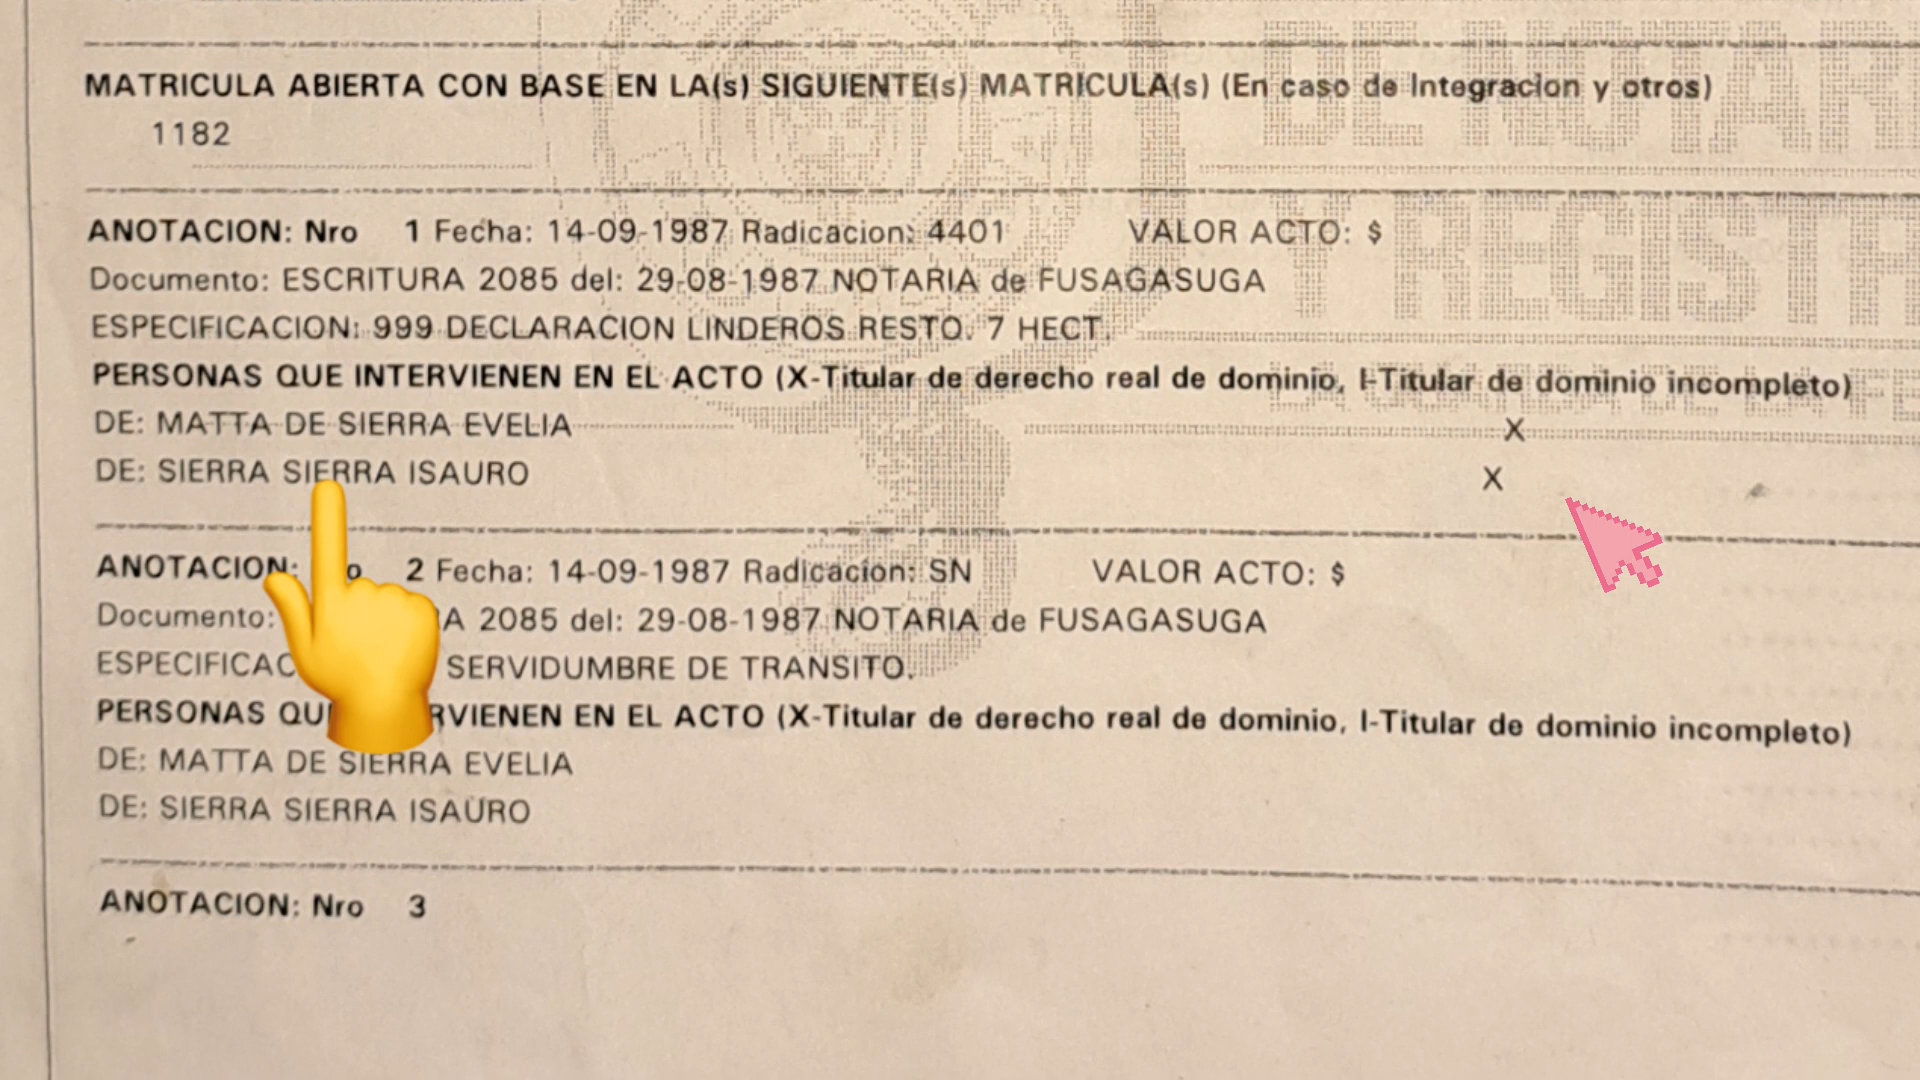 MATRICULA ABIERTA CON BASE EN LA(s) SIGUIENTE(s) MATRICULA(s) (En caso de Integracion y otros)
1182
ANOTACION: Nro 1 Fecha: 14-09-1987 Radicacion: 4401 VALOR ACTO: $
Documento: ESCRITURA 2085 del: 29-08-1987 NOTARIA de FUSAGASUGA
ESPECIFICACION: 999 DECLARACION LINDEROS RESTO. 7 HECT.
PERSONAS QUE INTERVIENEN EN EL ACTO (X-Titular de derecho real de dominio, I-Titular de dominio incompleto)
DE: MATTA DE SIERRA EVELIA X
DE: SIERRA SIERRA ISAURO X
ANOTACION: 2 Fecha: 14-09-1987 Radicacion: SN VALOR ACTO: $
Documento: 2085 del: 29-08-1987 NOTARIA de FUSAGASUGA
SERVIDUMBRE DE TRANSITO.
PERSONAS EN EL ACTO (X-Titular de derecho real de dominio, I-Titular de dominio incompleto)
DE: MATTA DE SIERRA EVELIA
DE: SIERRA SIERRA ISAURO
ANOTACION: Nro 3